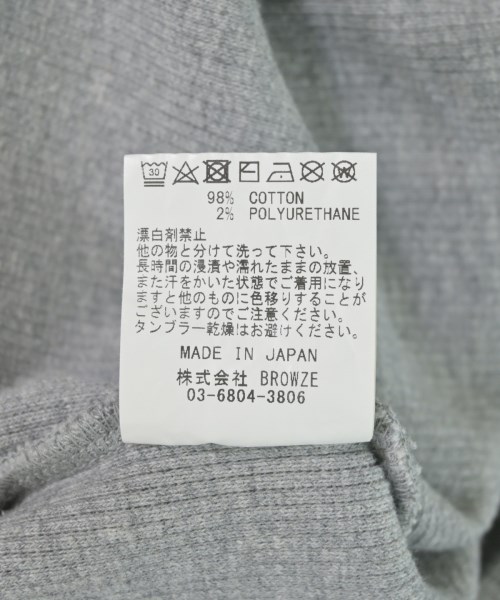 30
98% COTTON
2% POLYURETHANE
漂白剤禁止
他の物と分けて洗って下さい。
長時間の浸漬や濡れたままの放置、
また汗をかいた状態でご着用になり
ますと他のものに色移りすることが
ございますのでご注意ください。
タンブラー乾燥はお避けください。
MADE IN JAPAN
株式会社 BROWZE
03-6804-3806